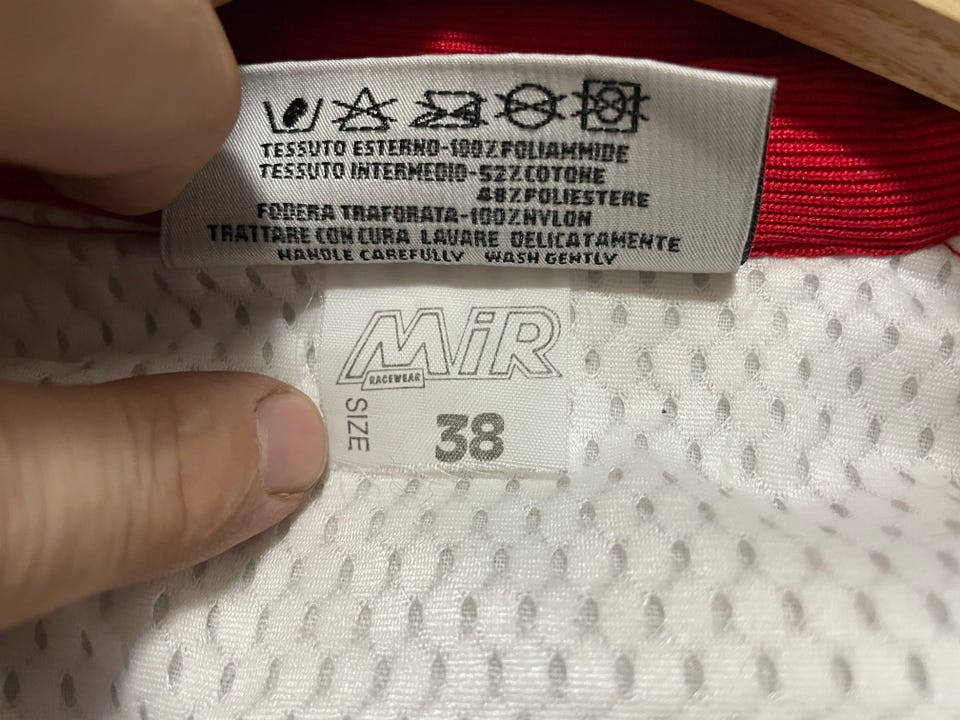 TESSUTO ESTERNO-100%POLIAMMIDE
TESSUTO INTERMEDIO-52%COTONE
48%POLIESTERE
FODERA TRAFORATA-100%NYLON
TRATTARE CON CURA LAVARE DELICATAMENTE
HANDLE CAREFULLY WASH GENTLY
MiR
RACEWEAR
SIZE
38